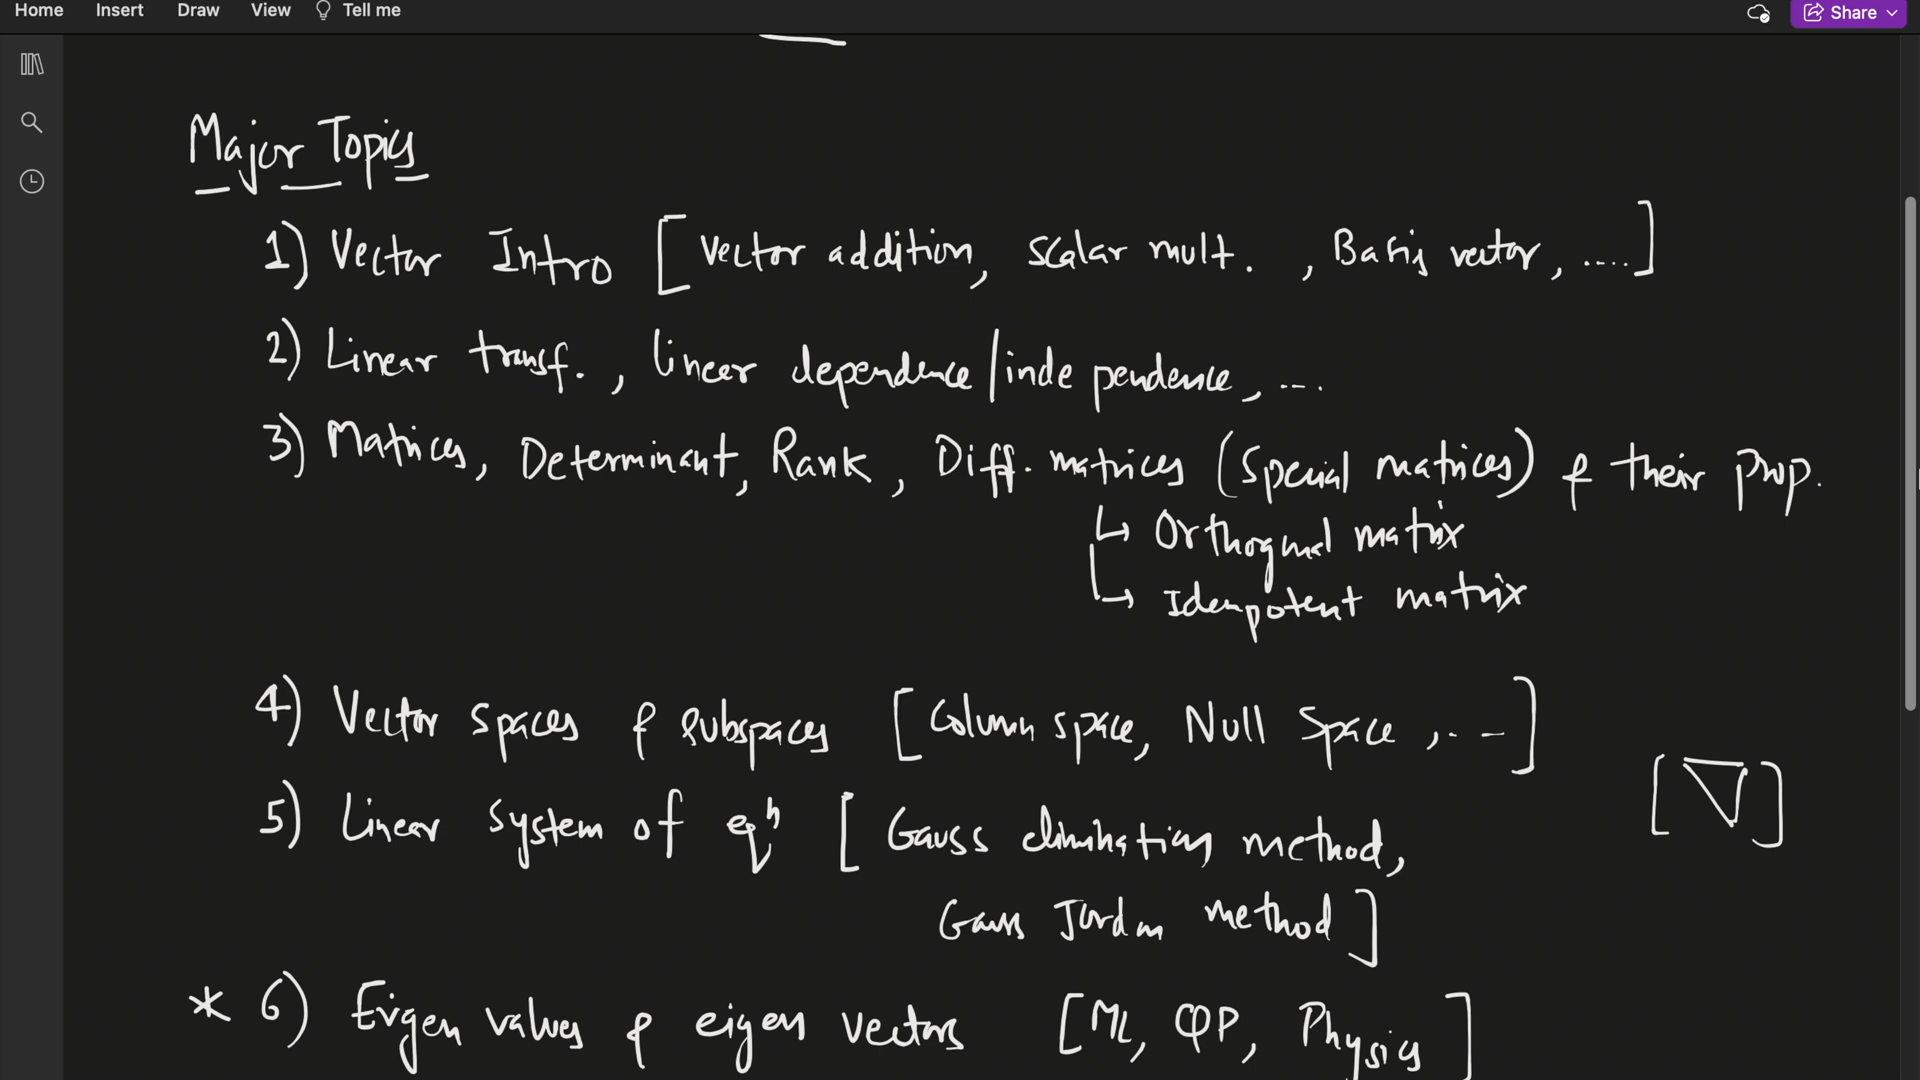 Home Insert Draw View Tell me Share
Major Topics
1) Vector Intro [Vector addition, Scalar mult. , Basis vector, ....]
2) Linear transf. , linear dependence/independence, ...
3) Matrices, Determinant, Rank, Diff. matrices (Special matrices) & their prop.
↳ Orthogonal matrix
↳ Idempotent matrix
4) Vector spaces & subspaces [Column space, Null Space, ...]
[▽]
5) Linear system of eqⁿ [Gauss elimination method,
Gauss Jordan method]
* 6) Eigen values & eigen vectors [ML, QP, Physics]